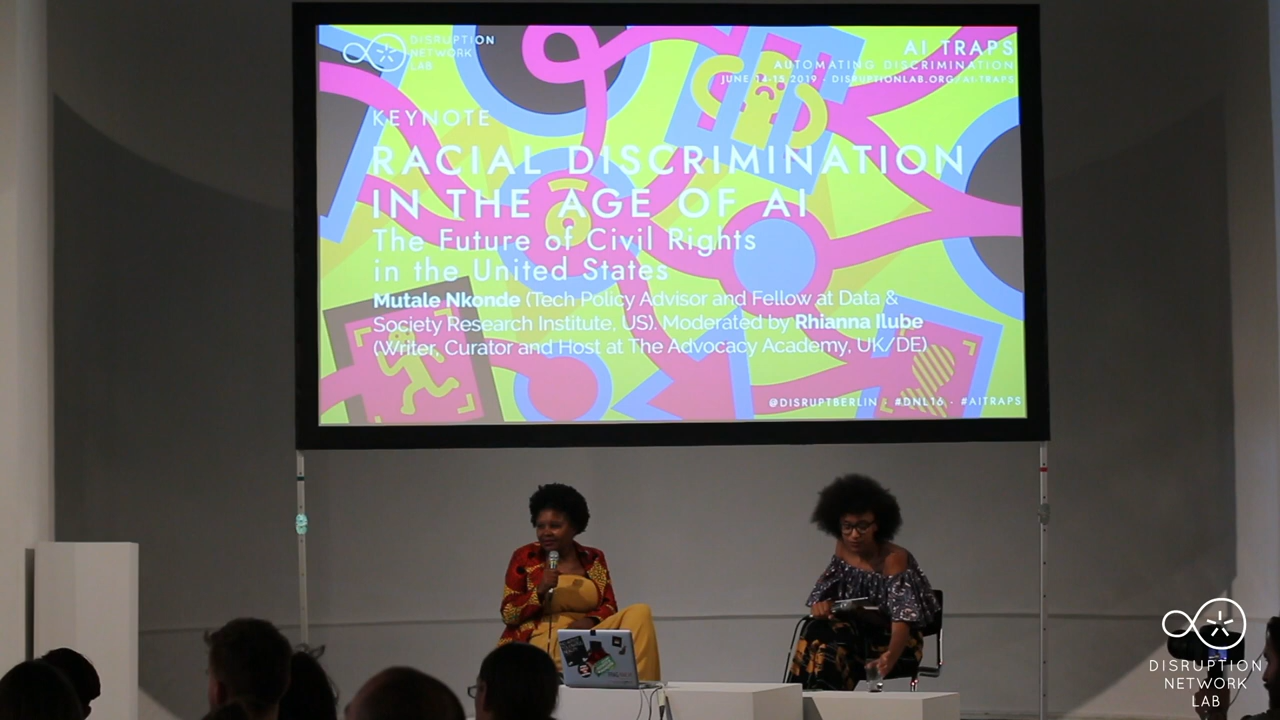 DISRUPTION
NETWORK
LAB
AI TRAPS
AUTOMATING DISCRIMINATION
JUNE 14-15 2019 · DISRUPTIONLAB.ORG/AI-TRAPS
KEYNOTE
RACIAL DISCRIMINATION
IN THE AGE OF AI
The Future of Civil Rights
in the United States
Mutale Nkonde (Tech Policy Advisor and Fellow at Data &
Society Research Institute, US). Moderated by Rhianna Ilube
(Writer, Curator and Host at The Advocacy Academy, UK/DE)
@DISRUPTBERLIN · #DNL16 · #AITRAPS
DISRUPTION
NETWORK
LAB